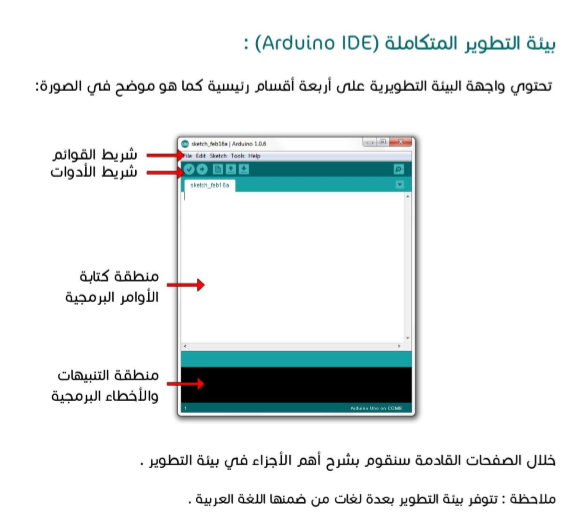 بيئة التطوير المتكاملة (Arduino IDE) :
تحتوي واجهة البيئة التطويرية على أربعة أقسام رئيسية كما هو موضح في الصورة:
sketch_feb16a | Arduino 1.0.6
شريط القوائم
File Edit Sketch Tools Help
شريط الأدوات
sketch_feb16a
منطقة كتابة
الأوامر البرمجية
منطقة التنبيهات
والأخطاء البرمجية
1
Arduino Uno on COM8
خلال الصفحات القادمة سنقوم بشرح أهم الأجزاء في بيئة التطوير .
ملاحظة : تتوفر بيئة التطوير بعدة لغات من ضمنها اللغة العربية .